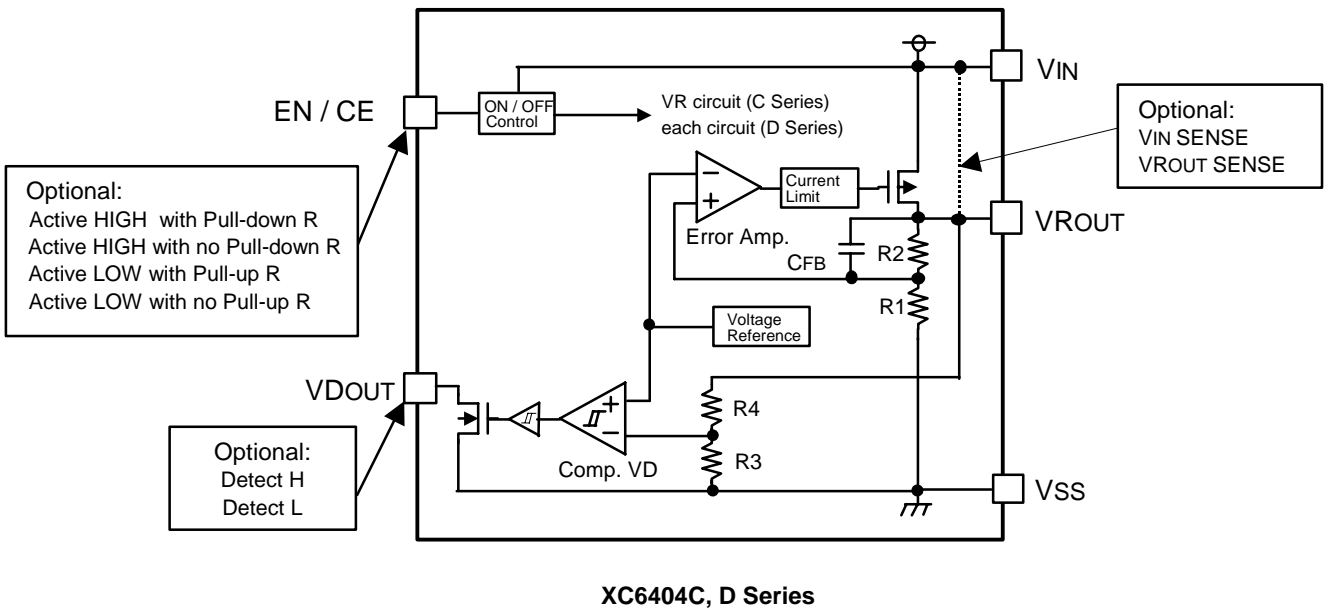 VIN
EN / CE
ON / OFF
Control
VR circuit (C Series)
each circuit (D Series)
Optional:
VIN SENSE
VROUT SENSE
Optional:
Active HIGH with Pull-down R
Active HIGH with no Pull-down R
Active LOW with Pull-up R
Active LOW with no Pull-up R
−
+
Error Amp.
Current
Limit
VROUT
CFB
R2
R1
Voltage
Reference
VDOUT
+
−
Comp. VD
R4
R3
Optional:
Detect H
Detect L
VSS
XC6404C, D Series